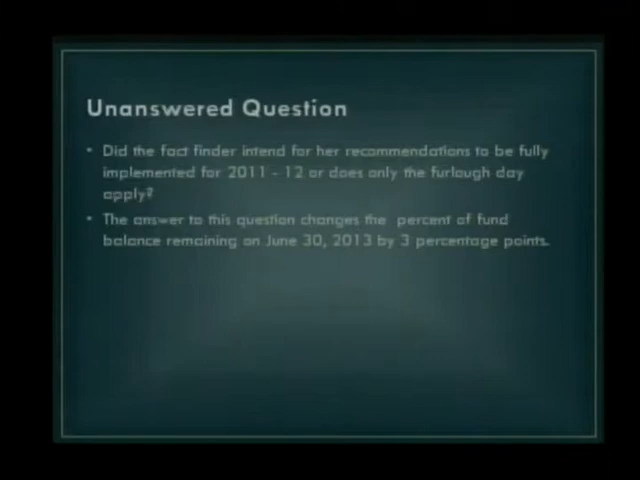 Unanswered Question
• Did the fact finder intend for her recommendations to be fully
implemented for 2011 - 12 or does only the furlough day
apply?
• The answer to this question changes the percent of fund
balance remaining on June 30, 2013 by 3 percentage points.